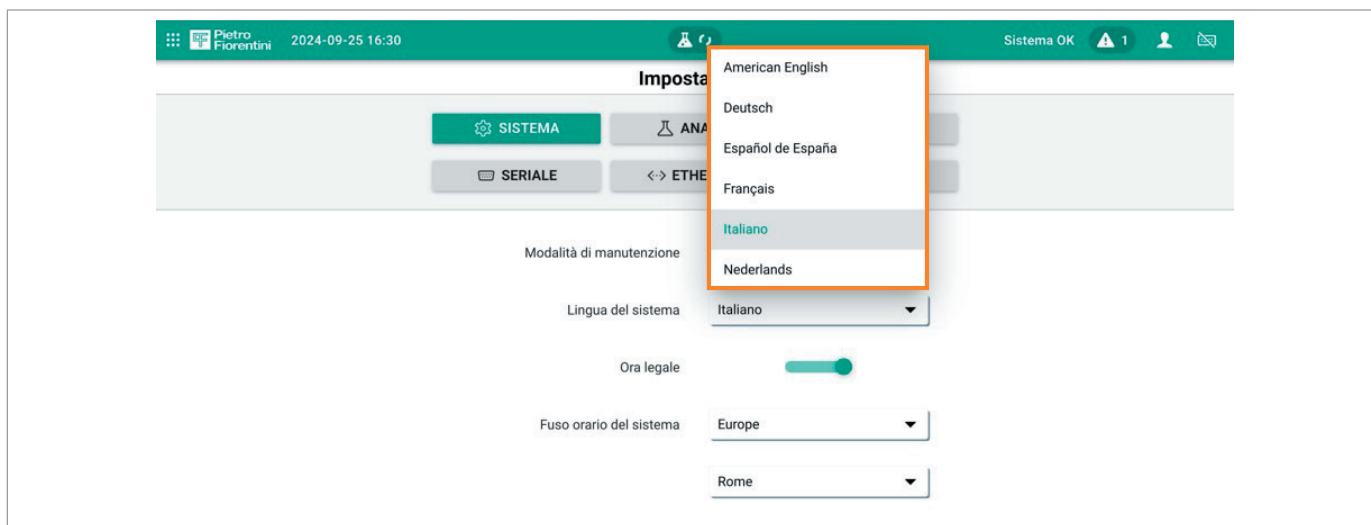 Pietro
Fiorentini
2024-09-25 16:30
Sistema OK
1
Imposta
American English
Deutsch
Español de España
Français
Italiano
Nederlands
SISTEMA
ANA
SERIALE
ETHE
Modalità di manutenzione
Lingua del sistema
Italiano
Ora legale
Fuso orario del sistema
Europe
Rome